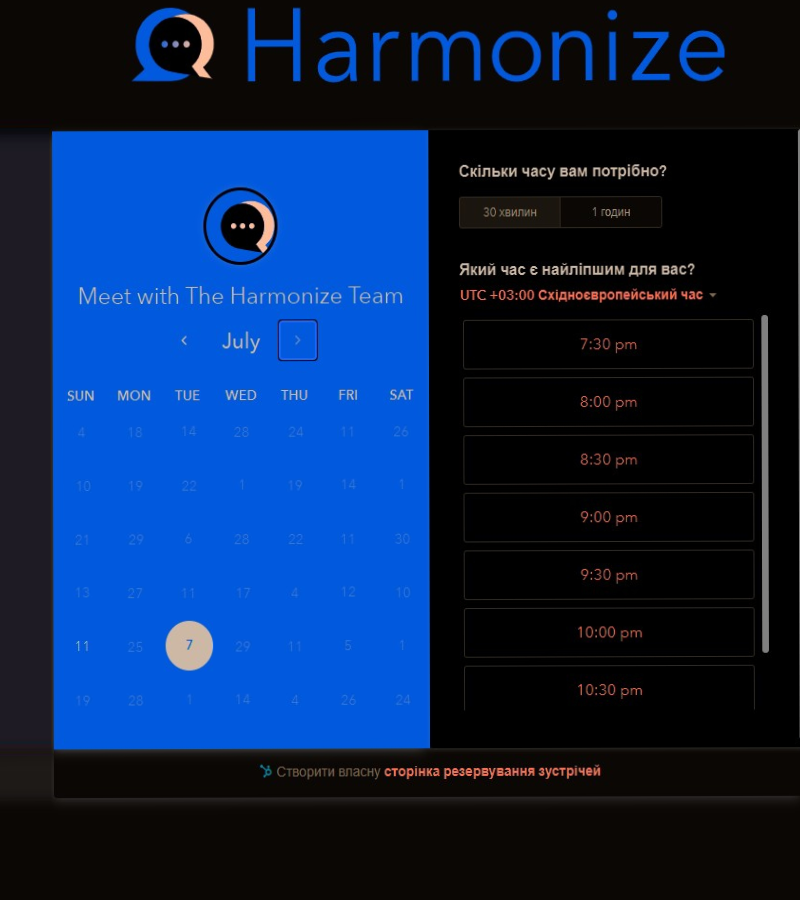 Harmonize
Meet with The Harmonize Team
July
SUN MON TUE WED THU FRI SAT
4 18 14 28 24 11 26
10 19 22 1 19 14 1
21 29 6 28 22 11 30
13 27 11 17 4 12 10
11 25 7 29 11 5 1
19 28 1 14 4 26 24
Скільки часу вам потрібно?
30 хвилин 1 годин
Який час є найліпшим для вас?
UTC +03:00 Східноєвропейський час
7:30 pm
8:00 pm
8:30 pm
9:00 pm
9:30 pm
10:00 pm
10:30 pm
Створити власну сторінка резервування зустрічей